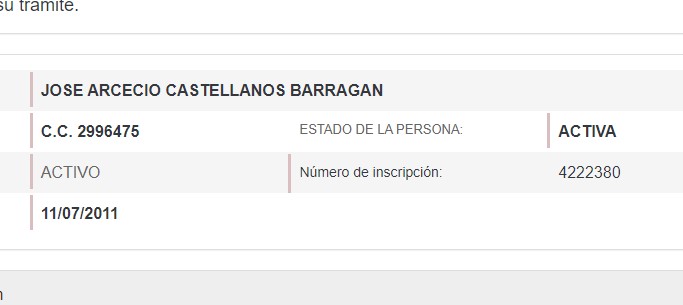 su trámite.
JOSE ARCECIO CASTELLANOS BARRAGAN
C.C. 2996475 ESTADO DE LA PERSONA: ACTIVA
ACTIVO Número de inscripción: 4222380
11/07/2011
n